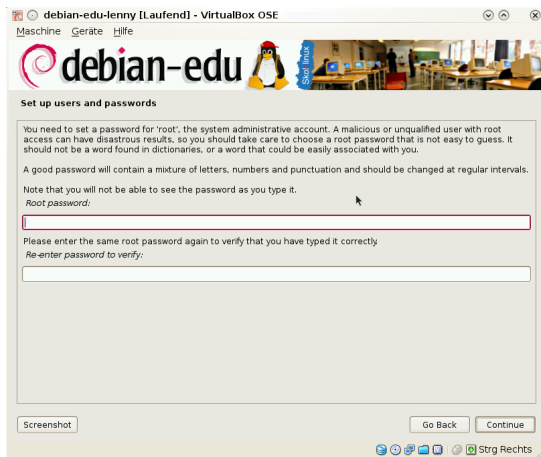 debian-edu-lenny [Laufend] - VirtualBox OSE
Maschine Geräte Hilfe
debian-edu
Skolelinux
Set up users and passwords
You need to set a password for 'root', the system administrative account. A malicious or unqualified user with root
access can have disastrous results, so you should take care to choose a root password that is not easy to guess. It
should not be a word found in dictionaries, or a word that could be easily associated with you.
A good password will contain a mixture of letters, numbers and punctuation and should be changed at regular intervals.
Note that you will not be able to see the password as you type it.
Root password:
Please enter the same root password again to verify that you have typed it correctly.
Re-enter password to verify:
Screenshot
Go Back
Continue
Strg Rechts